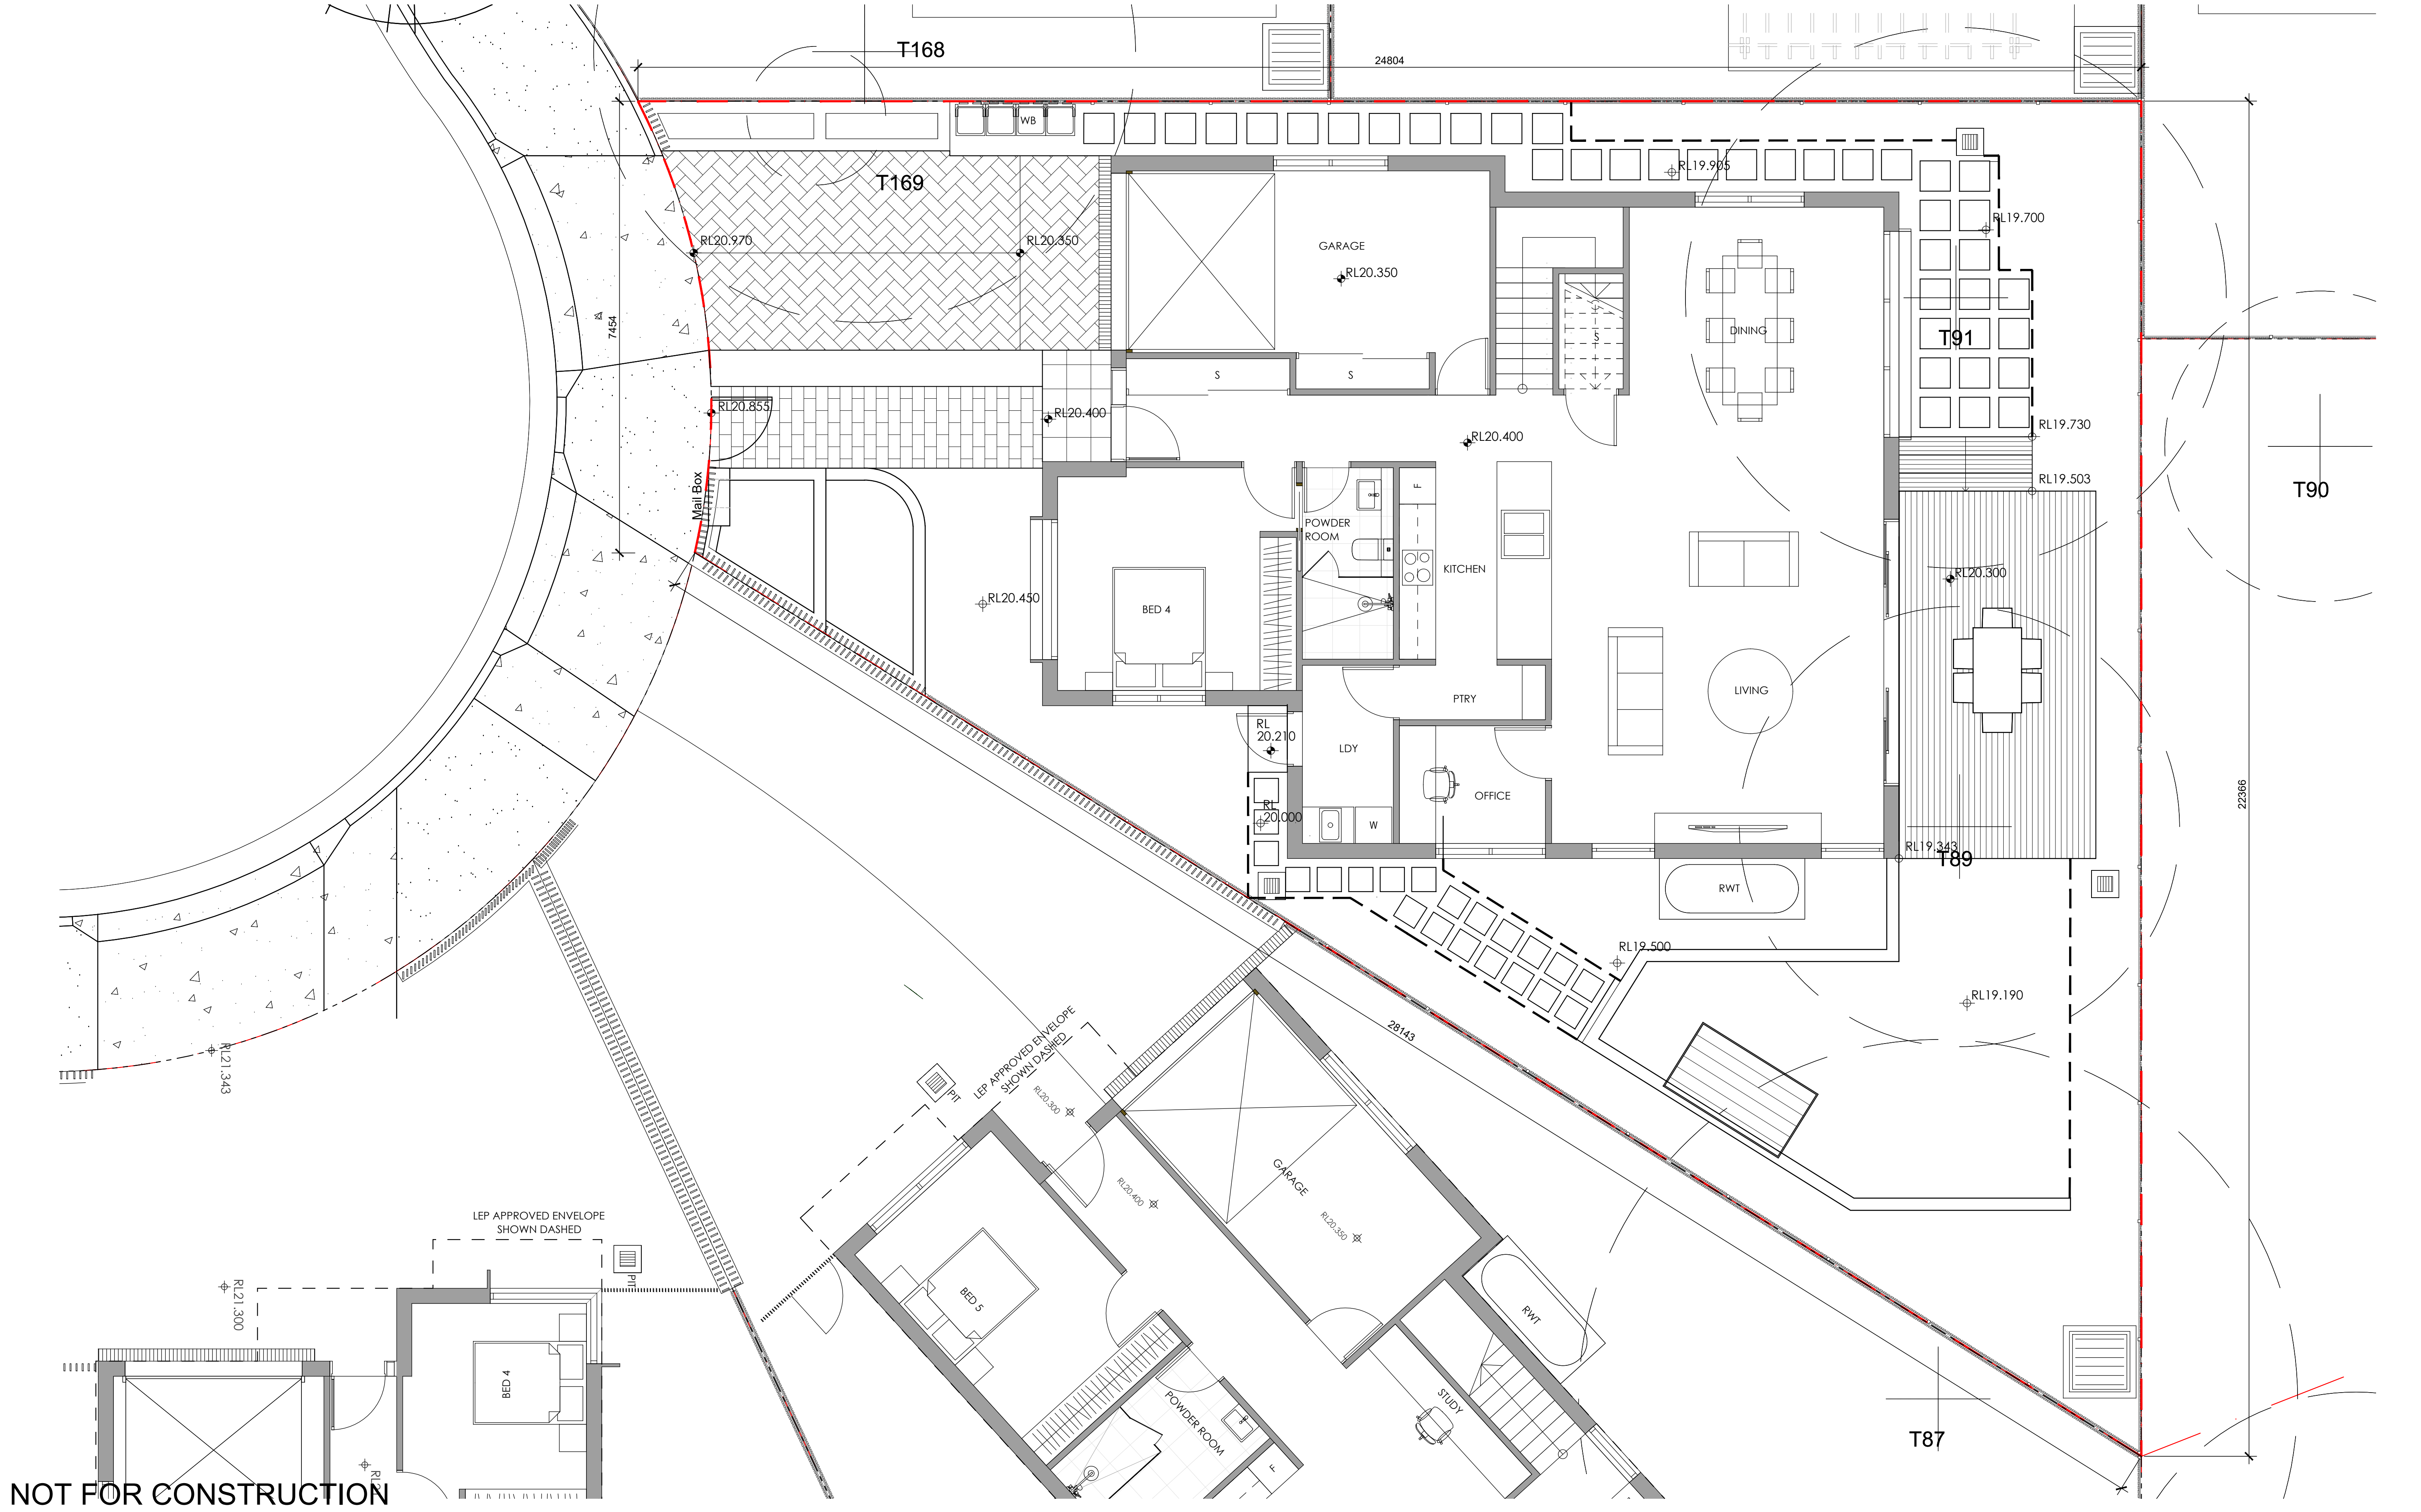 T168
24804
WB
T169
RL19.905
RL19.700
RL20.970
RL20.350
GARAGE
RL20.350
7454
DINING
S
T91
S
S
RL20.855
RL20.400
RL20.400
RL19.730
RL19.503
T90
Mail Box
F
POWDER
ROOM
KITCHEN
RL20.300
RL20.450
BED 4
LIVING
PTRY
RL
20.210
LDY
OFFICE
22366
RL
20.000
W
RL19.343
T89
RWT
RL19.500
RL19.190
28143
LEP APPROVED ENVELOPE
SHOWN DASHED
RL21.343
PIT
RL20.300
GARAGE
RL20.400
RL20.350
LEP APPROVED ENVELOPE
SHOWN DASHED
PIT
RL21.300
BED 5
RWT
BED 4
STUDY
POWDER ROOM
T87
F
NOT FOR CONSTRUCTION